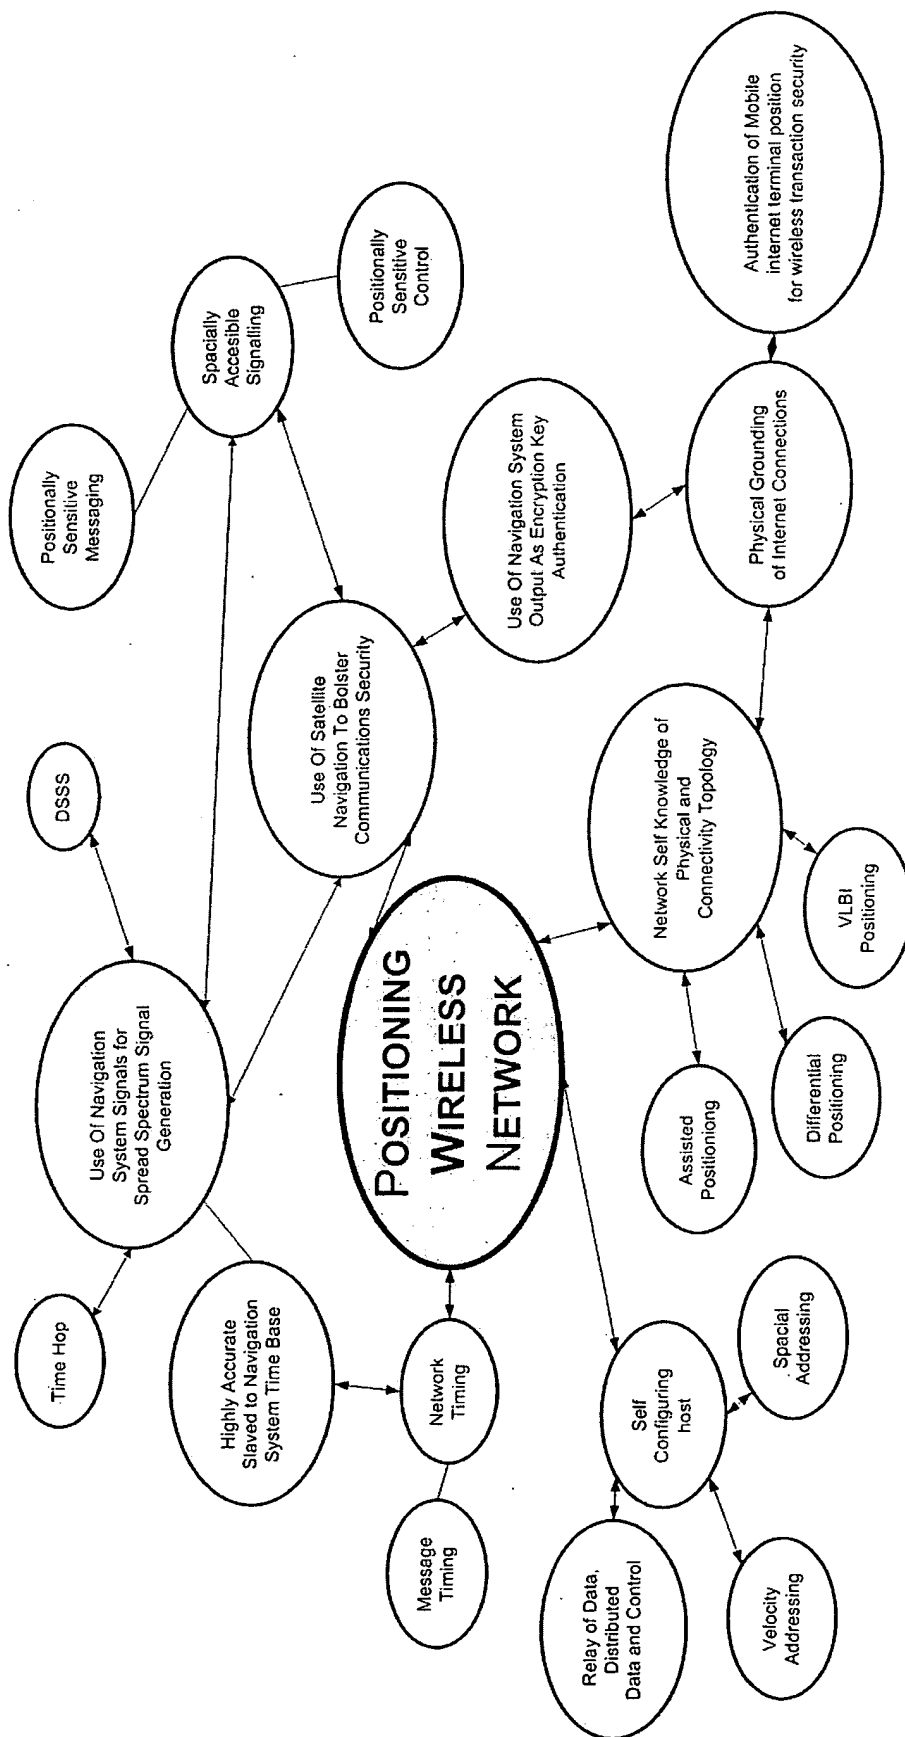 Time Hop
Use Of Navigation
System Signals for
Spread Spectrum Signal
Generation
DSSS
Positionally
Sensitive
Messaging
Spacially
Accesible
Signalling
Positionally
Sensitive
Control
Highly Accurate
Slaved to Navigation
System Time Base
Use Of Satellite
Navigation To Bolster
Communications Security
Message
Timing
Network
Timing
POSITIONING
WIRELESS
NETWORK
Use Of Navigation System
Output As Encryption Key
Authentication
Relay of Data,
Distributed
Data and Control
Self
Configuring
host
Velocity
Addressing
Spacial
Addressing
Assisted
Positioniong
Differential
Positioning
VLBI
Positioning
Network Self Knowledge of
Physical and
Connectivity Topology
Physical Grounding
of Internet Connections
Authentication of Mobile
internet terminal position
for wireless transaction security